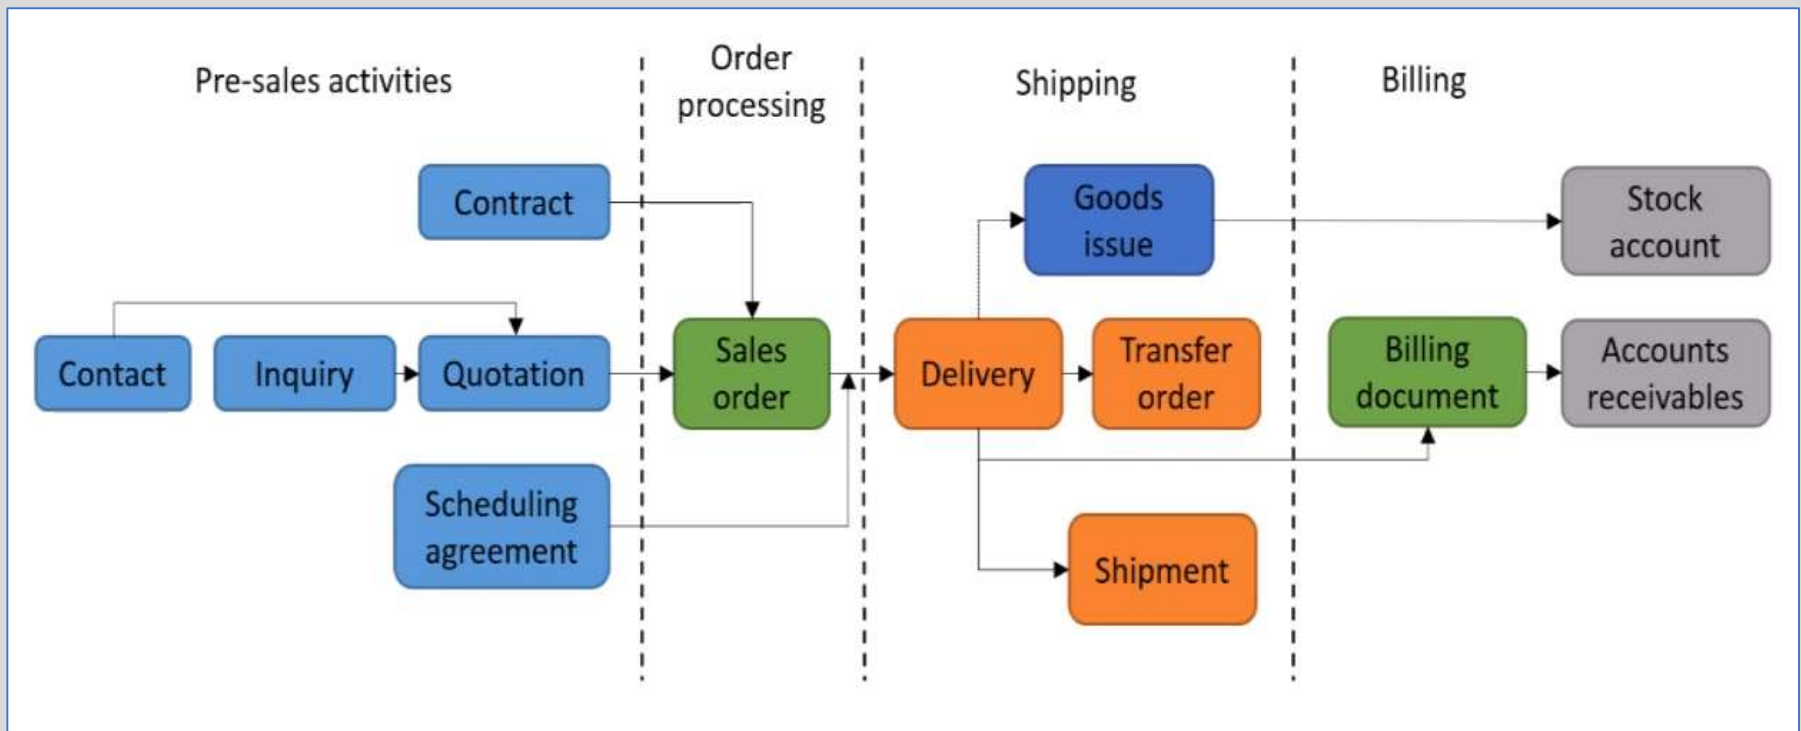 Pre-sales activities
Order
processing
Shipping
Billing
Contract
Goods
issue
Stock
account
Contact
Inquiry
Quotation
Sales
order
Delivery
Transfer
order
Billing
document
Accounts
receivables
Scheduling
agreement
Shipment